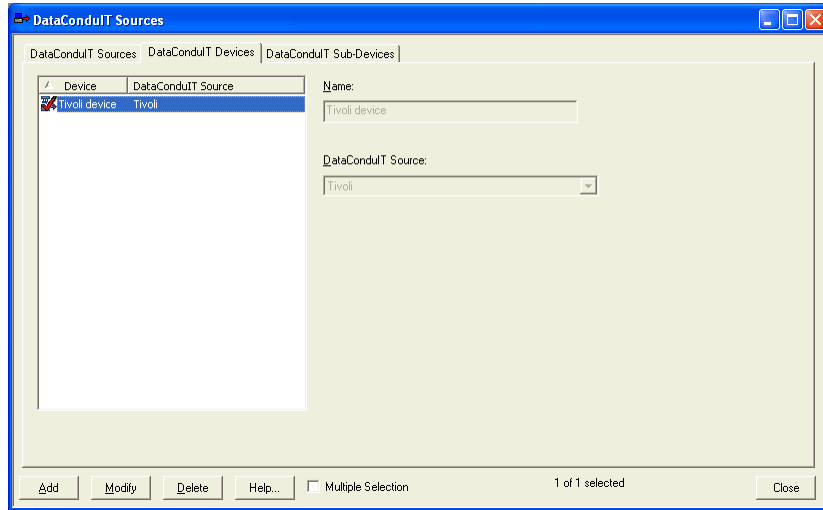 DataConduIT Sources
DataConduIT Sources DataConduIT Devices DataConduIT Sub-Devices
Device DataConduIT Source Name:
Tivoli device Tivoli Tivoli device
DataConduIT Source:
Tivoli
Add Modify Delete Help... Multiple Selection 1 of 1 selected Close